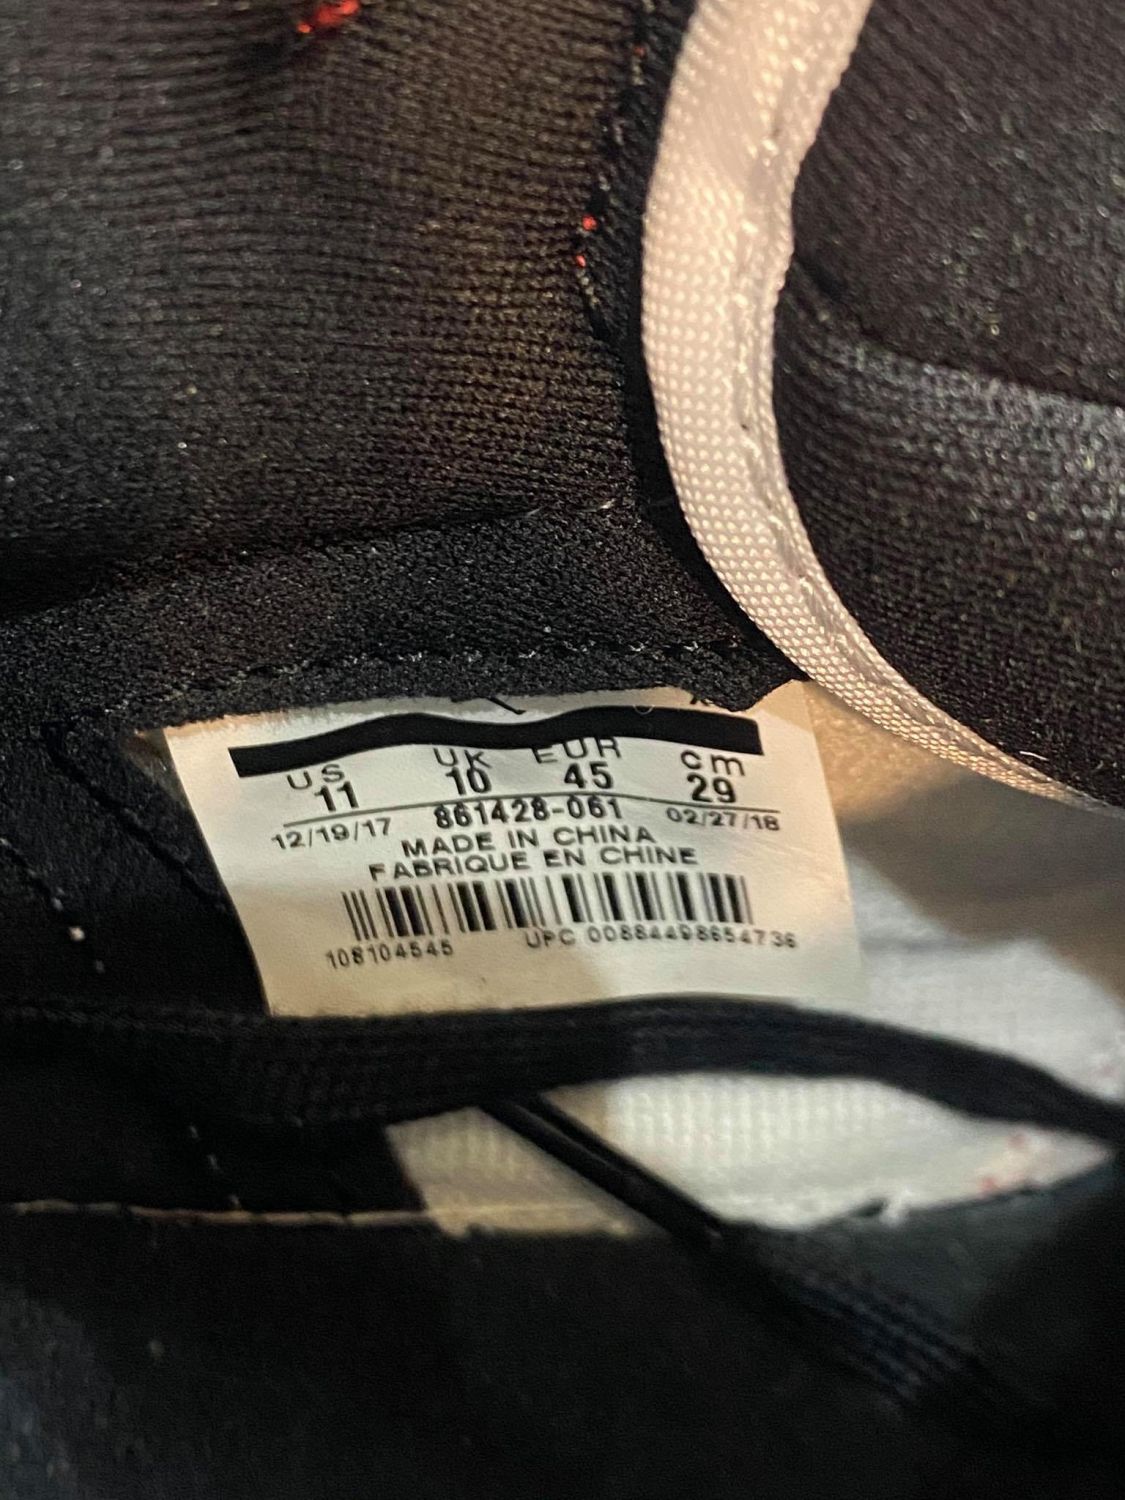 US UK EUR cm
11 10 45 29
12/19/17 861428-061 02/27/18
MADE IN CHINA
FABRIQUE EN CHINE
108104545 UPC 00884498654736